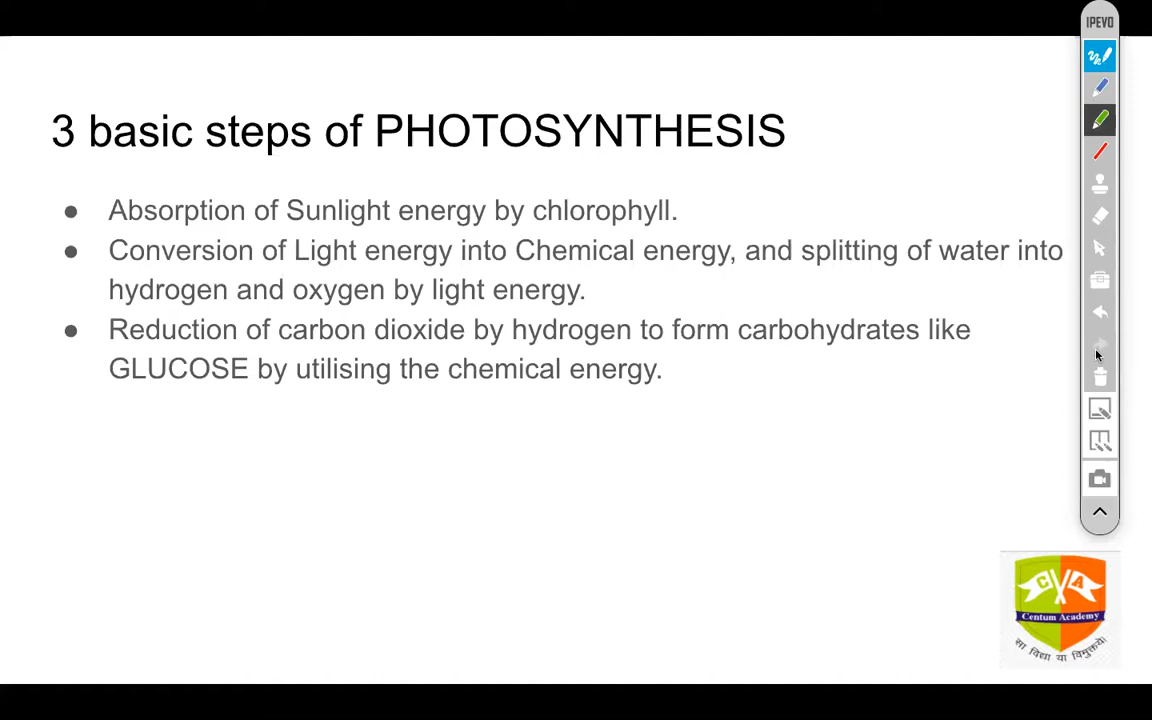 IPEVO
3 basic steps of PHOTOSYNTHESIS
● Absorption of Sunlight energy by chlorophyll.
● Conversion of Light energy into Chemical energy, and splitting of water into
hydrogen and oxygen by light energy.
● Reduction of carbon dioxide by hydrogen to form carbohydrates like
GLUCOSE by utilising the chemical energy.
C A
Centum Academy
सा विद्या या विमुक्तये।